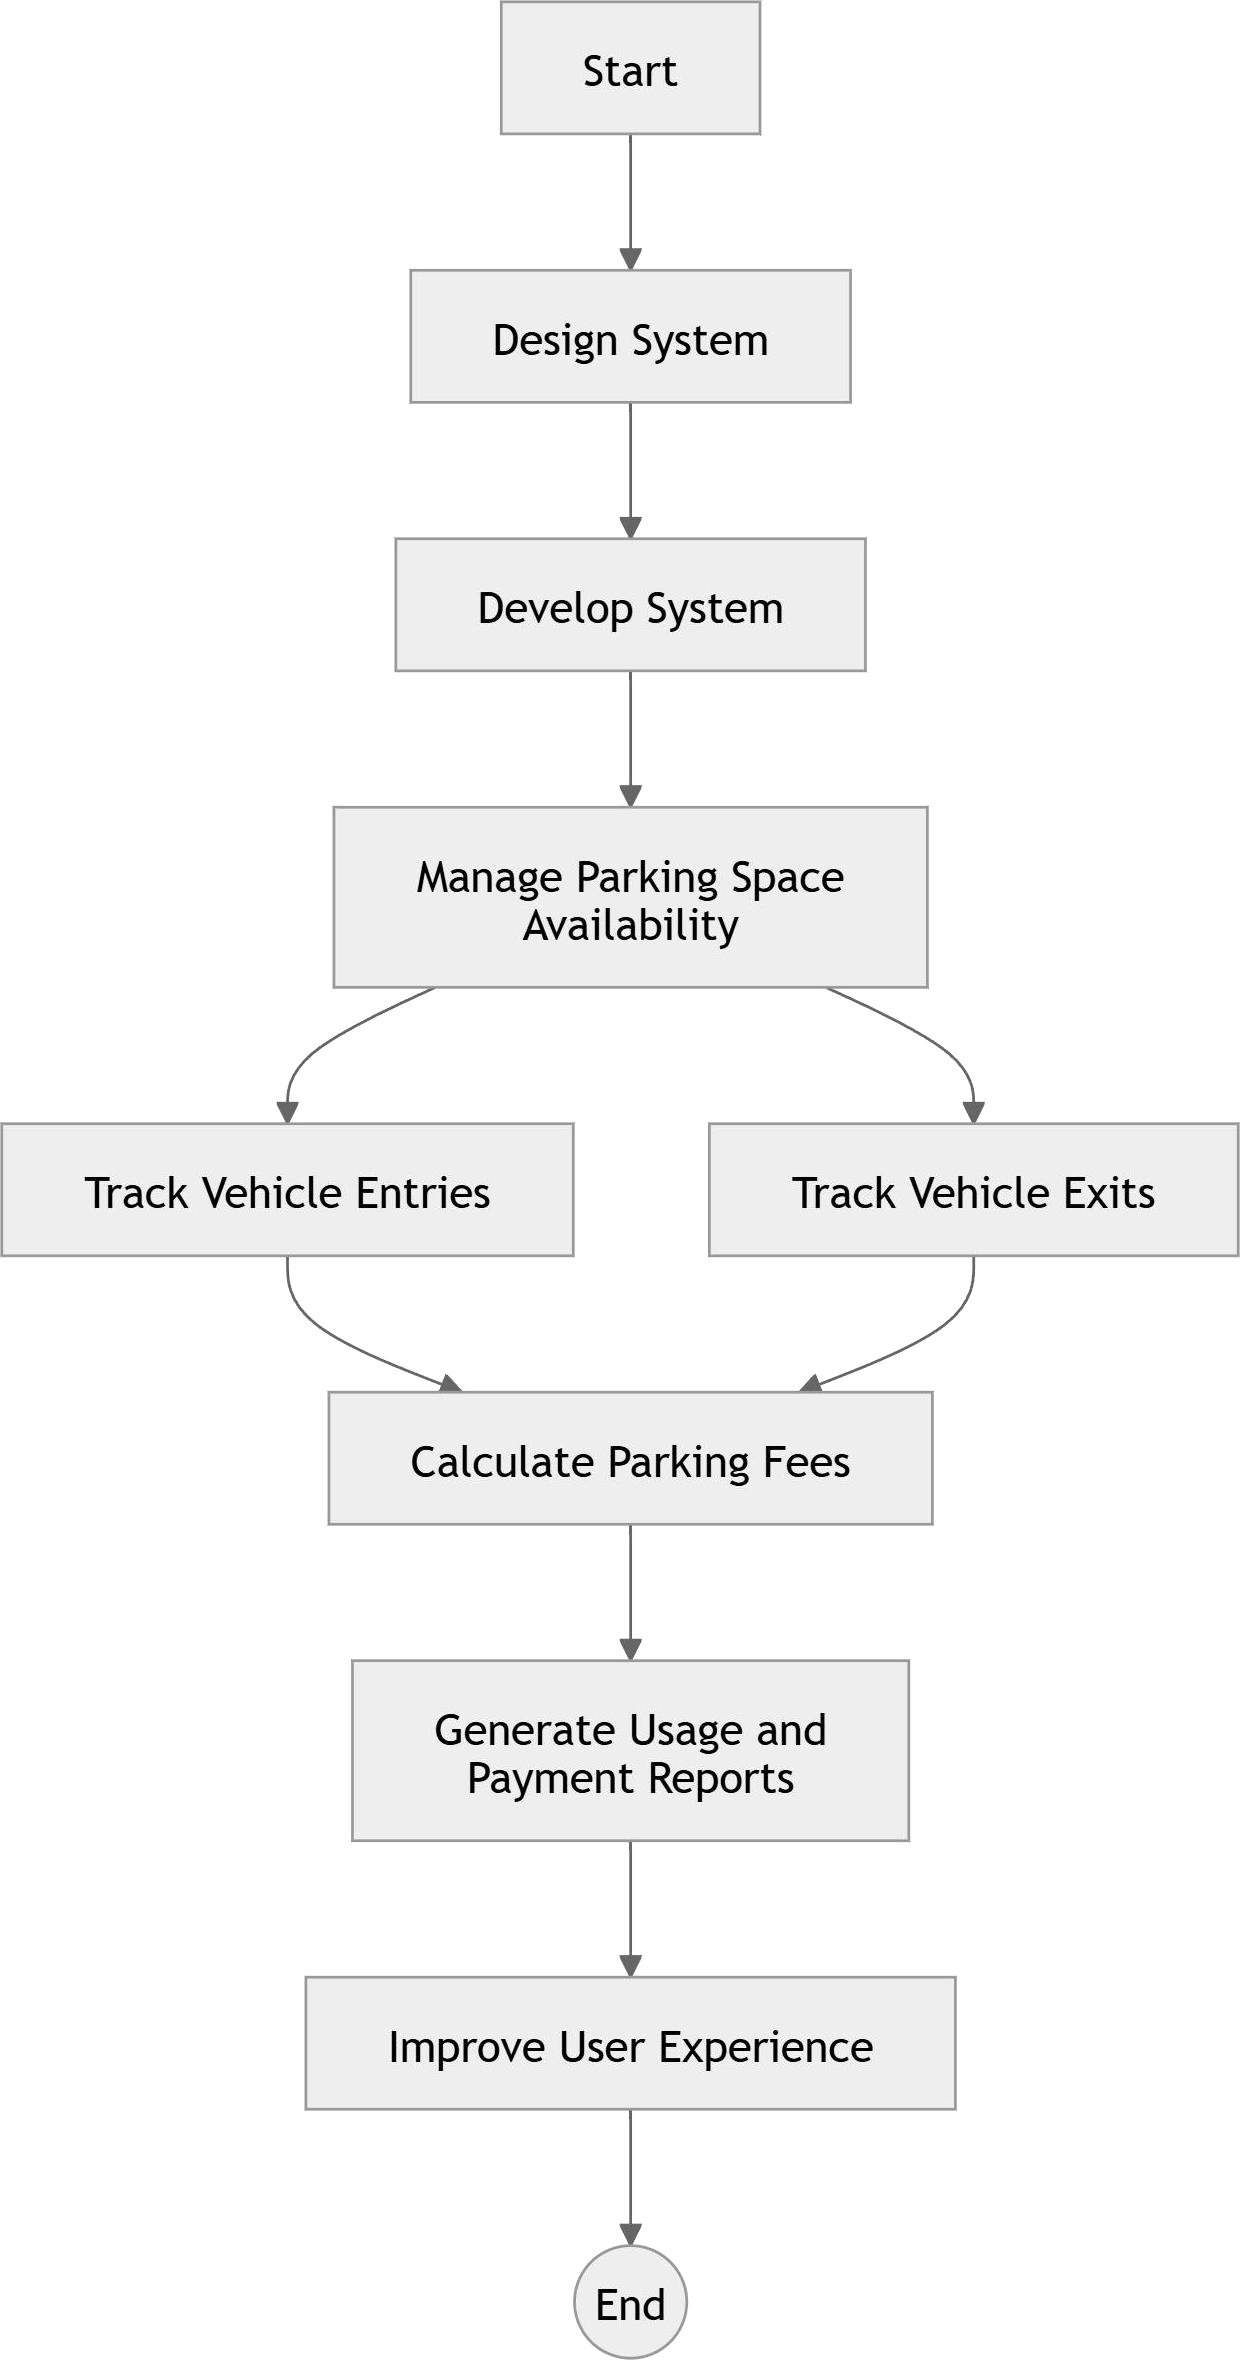 Start
Design System
Develop System
Manage Parking Space
Availability
Track Vehicle Entries
Track Vehicle Exits
Calculate Parking Fees
Generate Usage and
Payment Reports
Improve User Experience
End